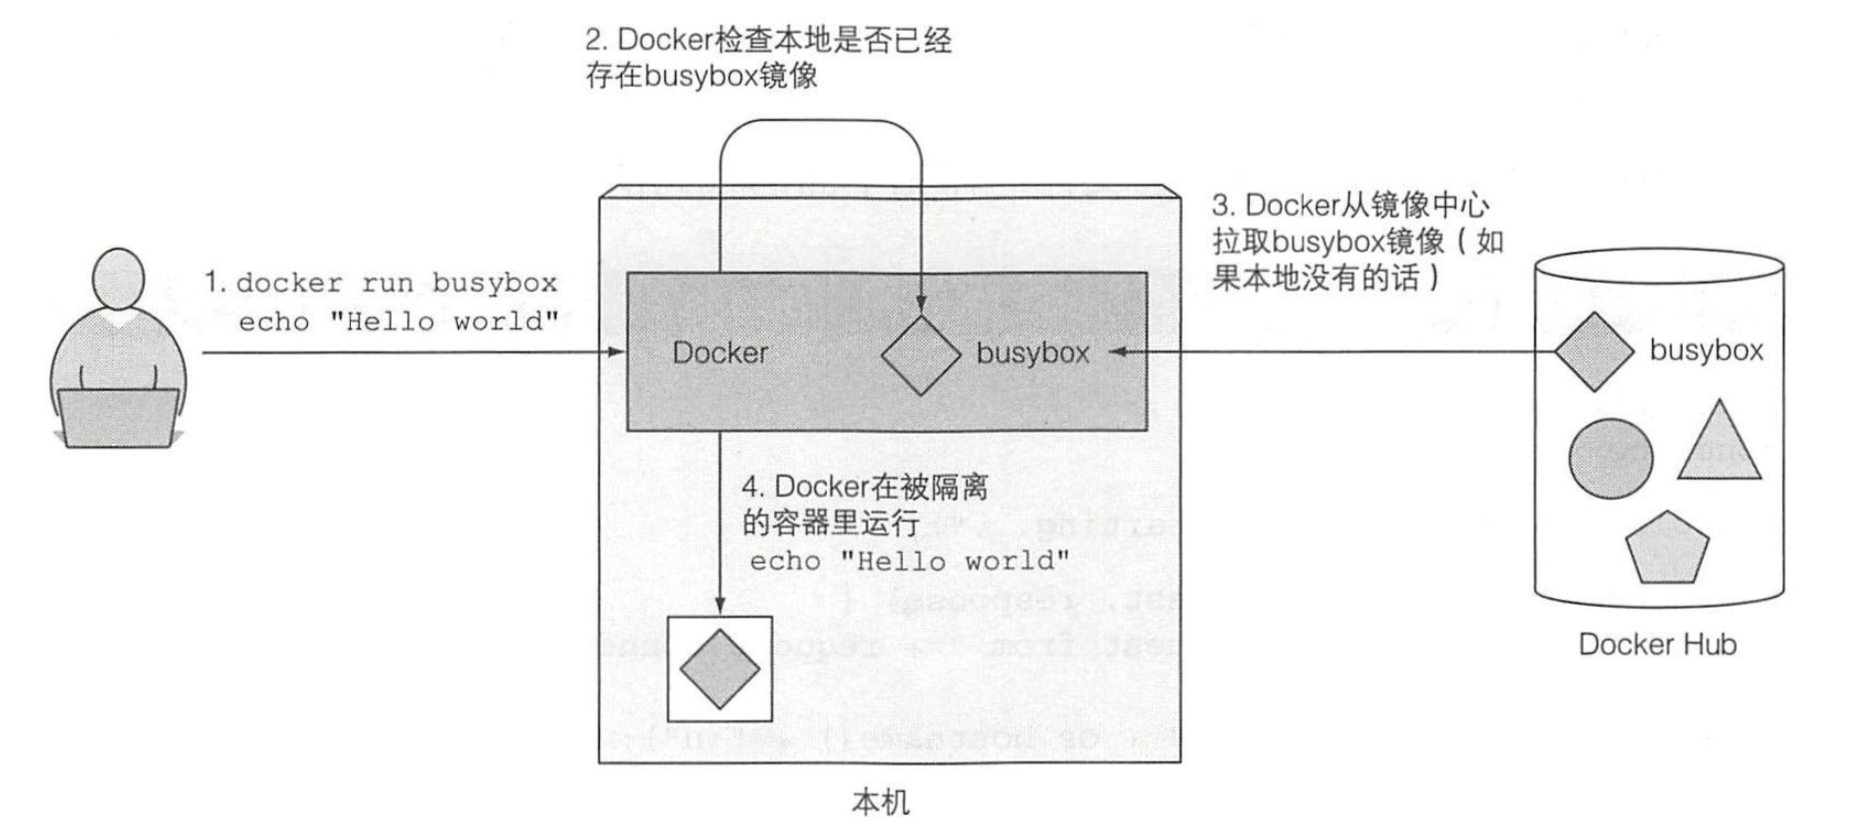 2. Docker检查本地是否已经
存在busybox镜像
3. Docker从镜像中心
拉取busybox镜像（如
果本地没有的话）
1. docker run busybox
echo "Hello world"
Docker
busybox
busybox
4. Docker在被隔离
的容器里运行
echo "Hello world"
Docker Hub
本机